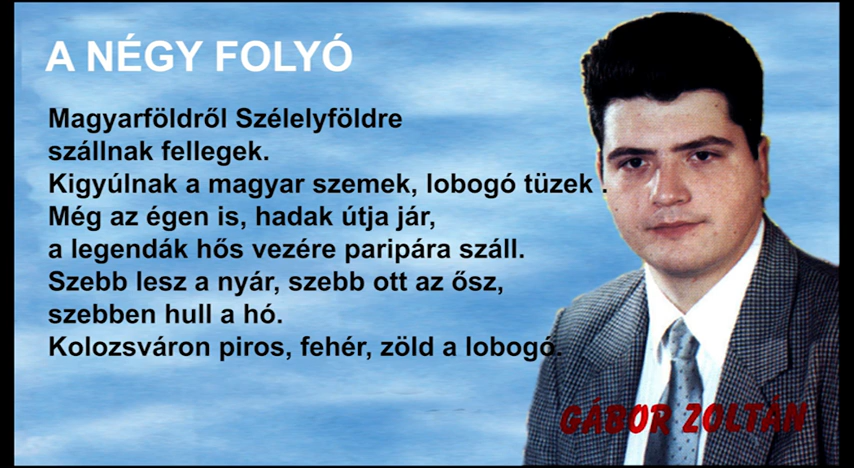 A NÉGY FOLYÓ
Magyarföldről Szélelyföldre
szállnak fellegek.
Kigyúlnak a magyar szemek, lobogó tüzek .
Még az égen is, hadak útja jár,
a legendák hős vezére paripára száll.
Szebb lesz a nyár, szebb ott az ősz,
szebben hull a hó.
Kolozsváron piros, fehér, zöld a lobogó.
GÁBOR ZOLTÁN